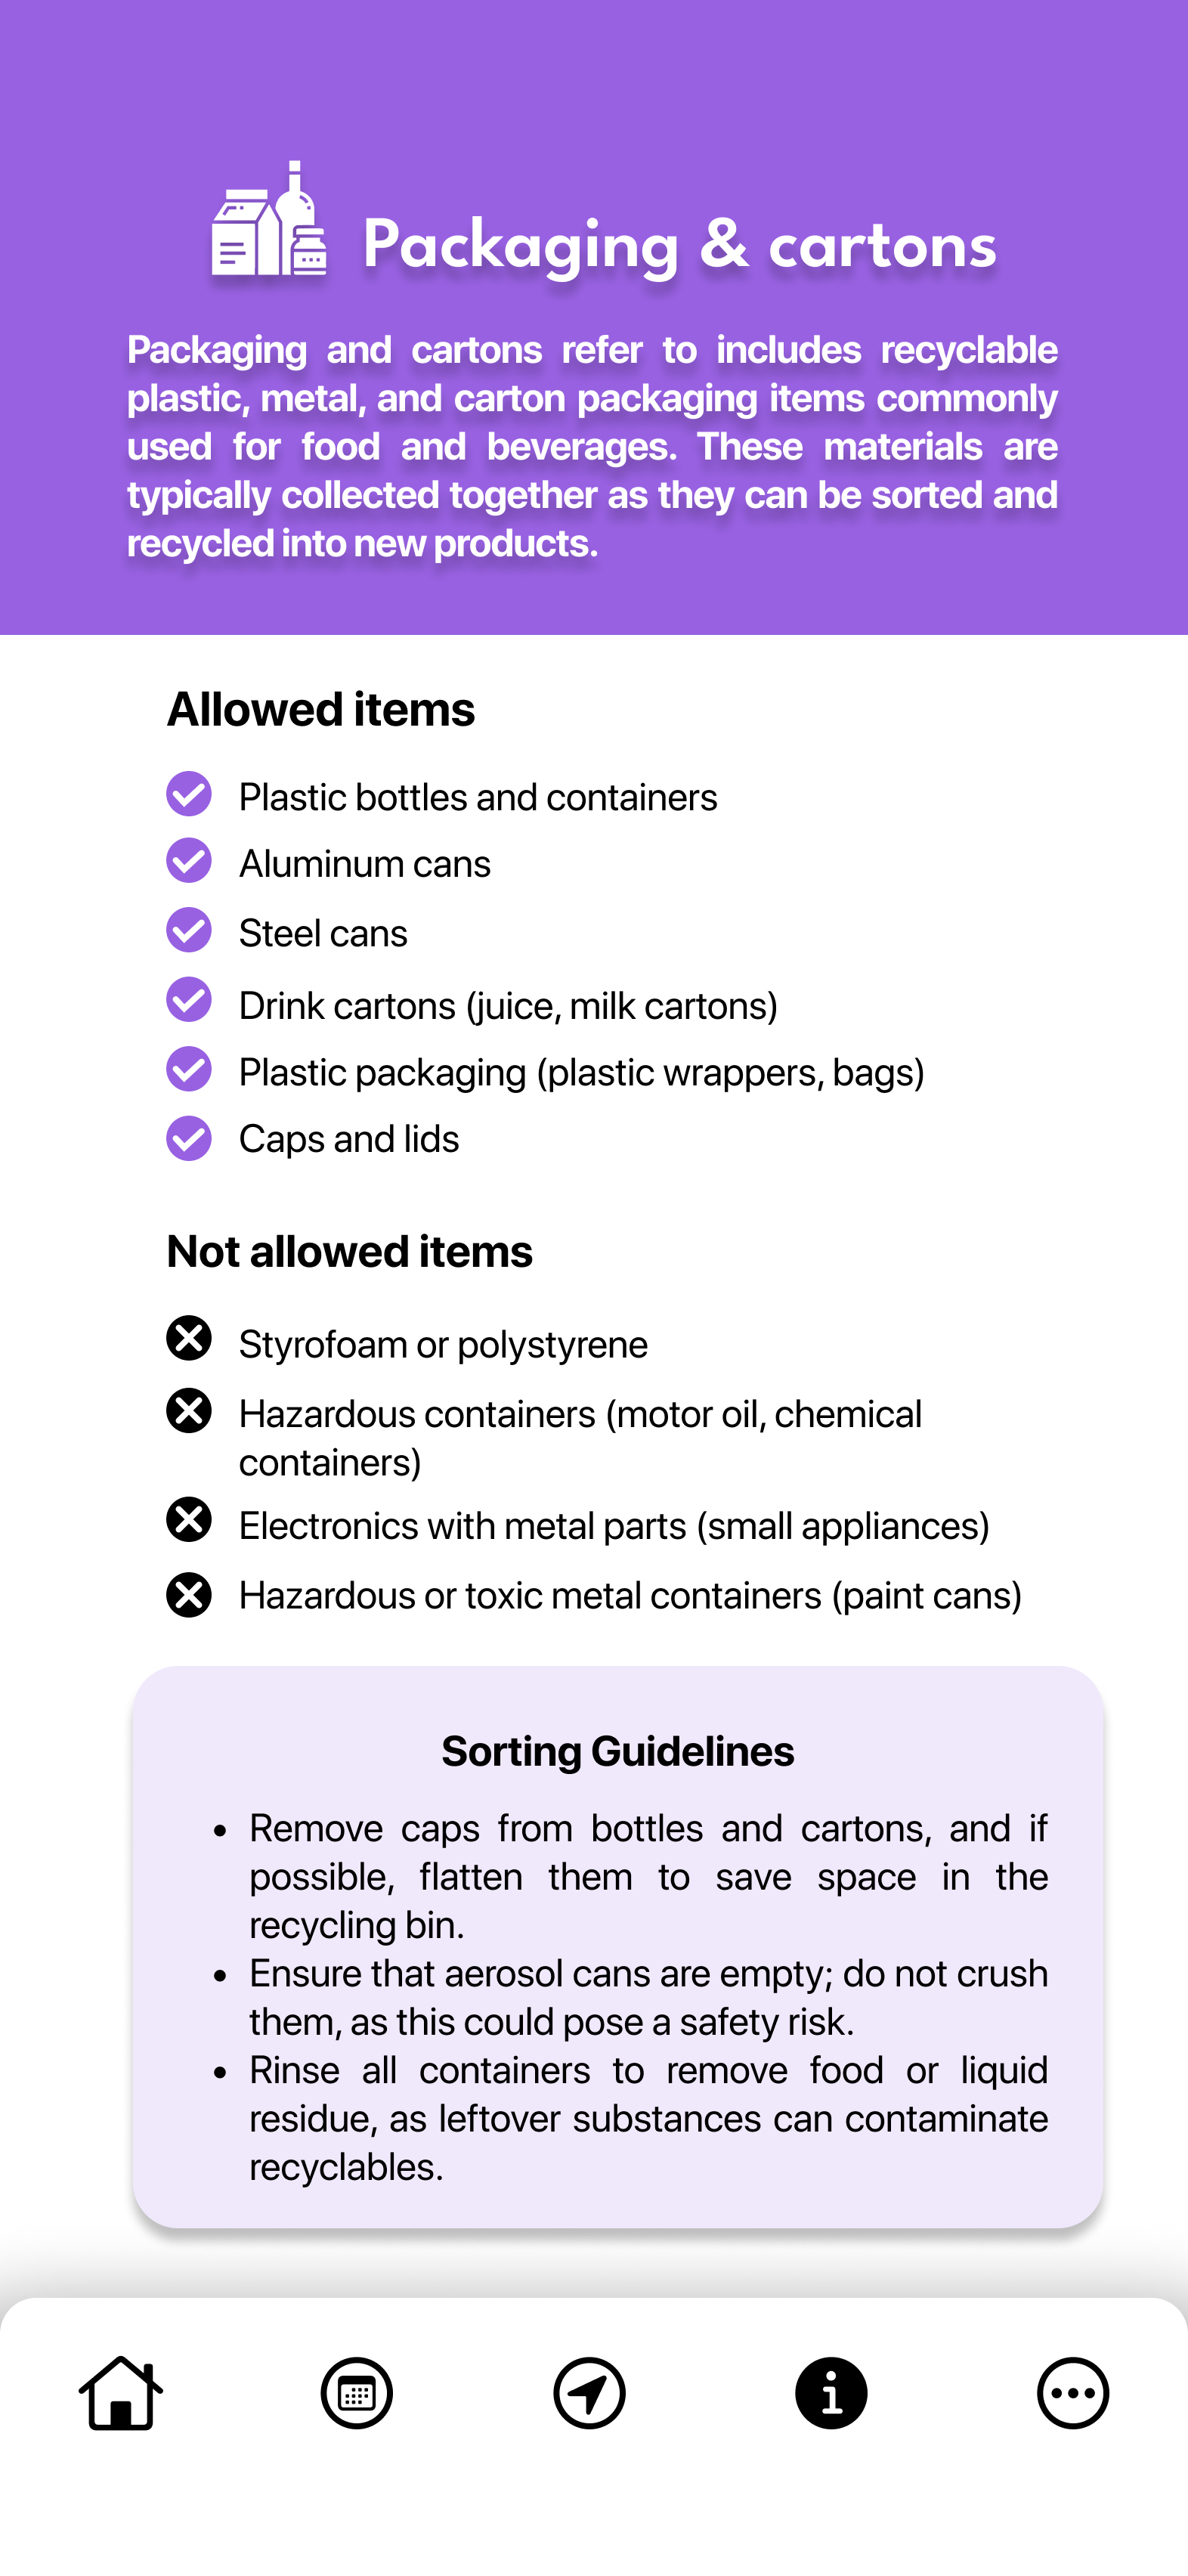 Packaging & cartons
Packaging and cartons refer to includes recyclable
plastic, metal, and carton packaging items commonly
used for food and beverages. These materials are
typically collected together as they can be sorted and
recycled into new products.
Allowed items
Plastic bottles and containers
Aluminum cans
Steel cans
Drink cartons (juice, milk cartons)
Plastic packaging (plastic wrappers, bags)
Caps and lids
Not allowed items
Styrofoam or polystyrene
Hazardous containers (motor oil, chemical
containers)
Electronics with metal parts (small appliances)
Hazardous or toxic metal containers (paint cans)
Sorting Guidelines
• Remove caps from bottles and cartons, and if
possible, flatten them to save space in the
recycling bin.
• Ensure that aerosol cans are empty; do not crush
them, as this could pose a safety risk.
• Rinse all containers to remove food or liquid
residue, as leftover substances can contaminate
recyclables.